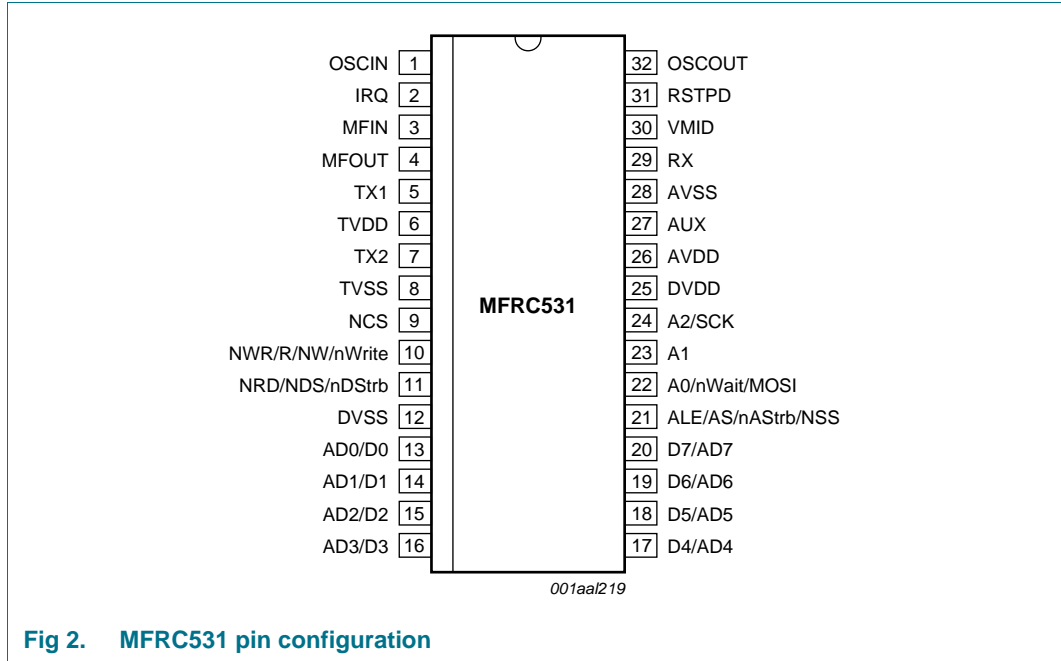 OSCIN 1 32 OSCOUT
IRQ 2 31 RSTPD
MFIN 3 30 VMID
MFOUT 4 29 RX
TX1 5 28 AVSS
TVDD 6 27 AUX
TX2 7 26 AVDD
TVSS 8 25 DVDD
MFRC531
NCS 9 24 A2/SCK
NWR/R/NW/nWrite 10 23 A1
NRD/NDS/nDStrb 11 22 A0/nWait/MOSI
DVSS 12 21 ALE/AS/nAStrb/NSS
AD0/D0 13 20 D7/AD7
AD1/D1 14 19 D6/AD6
AD2/D2 15 18 D5/AD5
AD3/D3 16 17 D4/AD4
001aal219
Fig 2. MFRC531 pin configuration